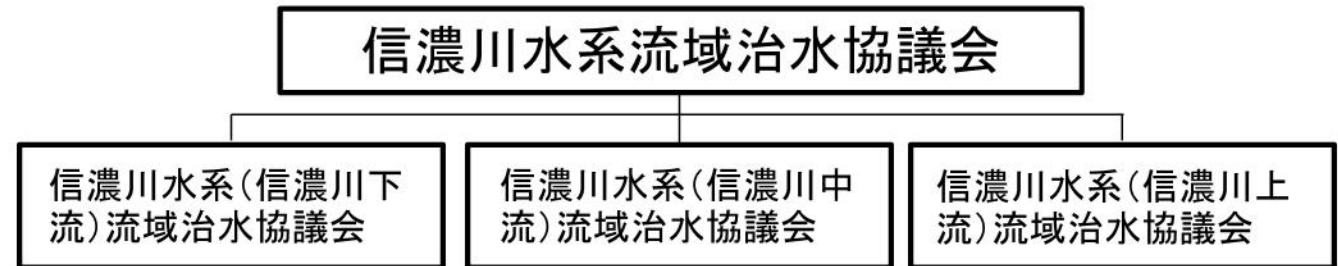 信濃川水系流域治水協議会
信濃川水系(信濃川下
流)流域治水協議会
信濃川水系(信濃川中
流)流域治水協議会
信濃川水系(信濃川上
流)流域治水協議会